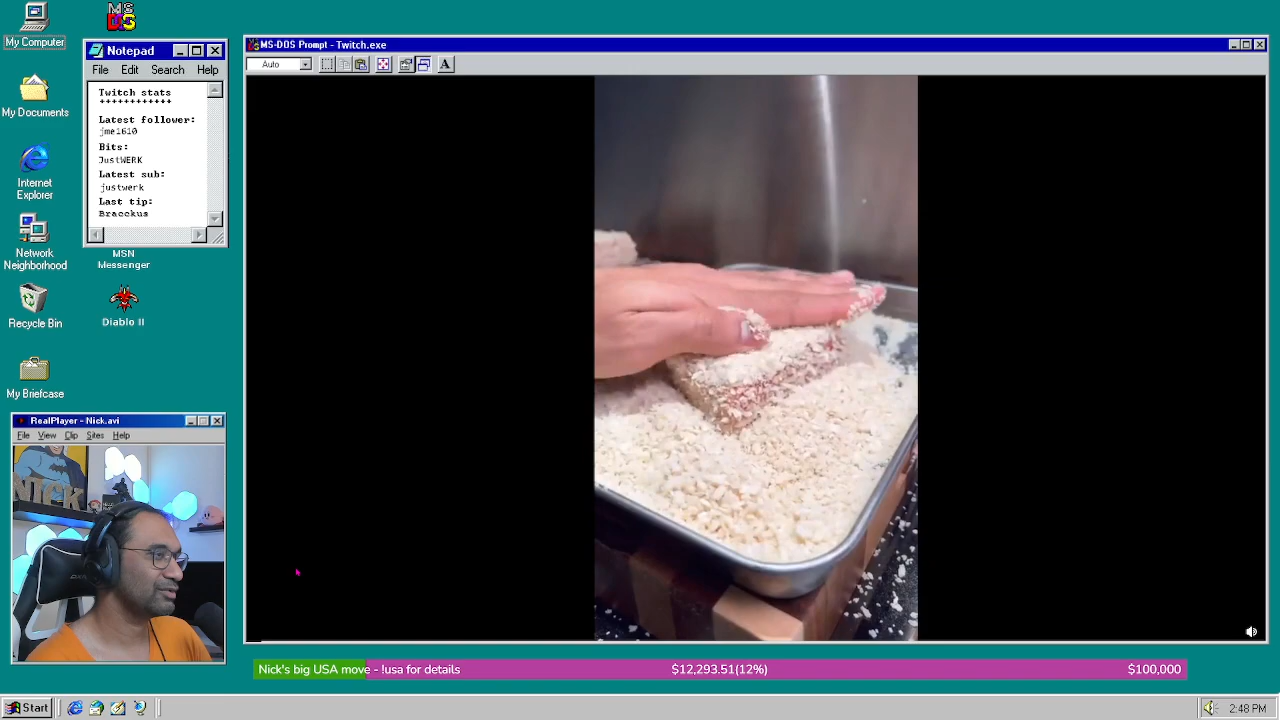 My Computer
MS
DOS
My Documents
Internet
Explorer
Network
Neighborhood
MSN
Messenger
Recycle Bin
Diablo II
My Briefcase
Notepad
File Edit Search Help
Twitch stats
++++++++++++
Latest follower:
jme1610
Bits:
JustWERK
Latest sub:
justwerk
Last tip:
Bracckus
MS-DOS Prompt - Twitch.exe
Auto
A
RealPlayer - Nick.avi
File View Clip Sites Help
NICK
Nick's big USA move - !usa for details
$12,293.51(12%)
$100,000
Start
2:48 PM